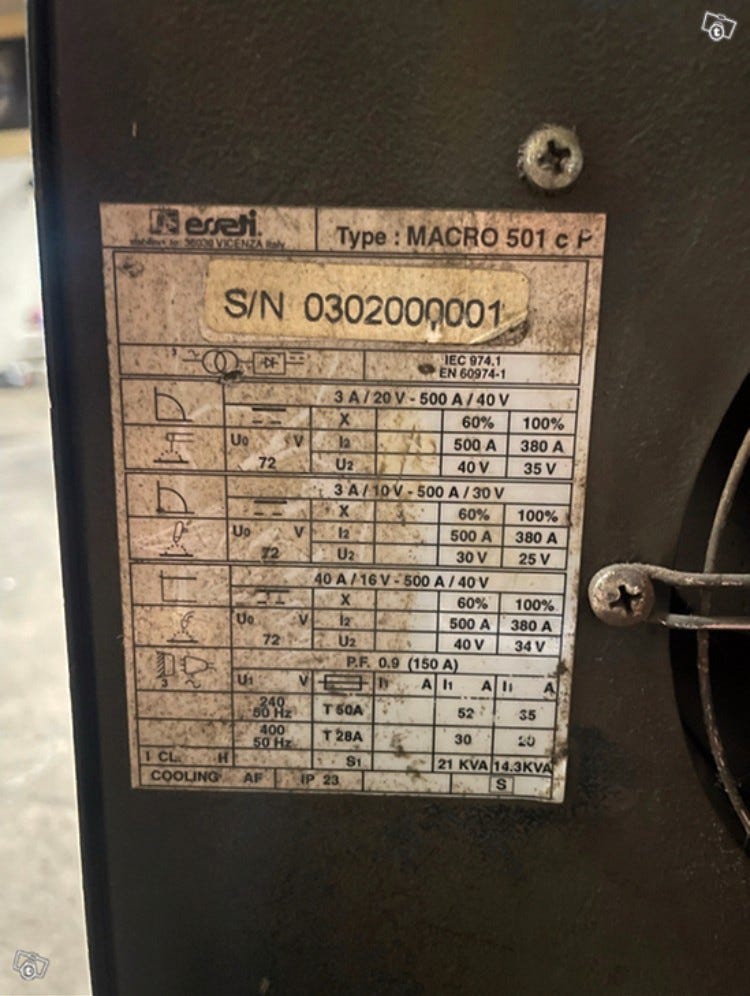 esseti.
36030 VICENZA Italy
Type : MACRO 501 c P
S/N 0302000001
3
IEC 974.1
EN 60974-1
3 A / 20 V - 500 A / 40 V
X 60% 100%
U0 V I2 500 A 380 A
72 U2 40 V 35 V
3 A / 10 V - 500 A / 30 V
X 60% 100%
U0 V I2 500 A 380 A
72 U2 30 V 25 V
40 A / 16 V - 500 A / 40 V
X 60% 100%
U0 V I2 500 A 380 A
72 U2 40 V 34 V
P.F. 0.9 (150 A)
3 U1 V I1 A I1 A I1 A
240
50 Hz T 50A 52 35
400
50 Hz T 28A 30 20
I CL. H S1 21 KVA 14.3KVA
COOLING AF IP 23 S